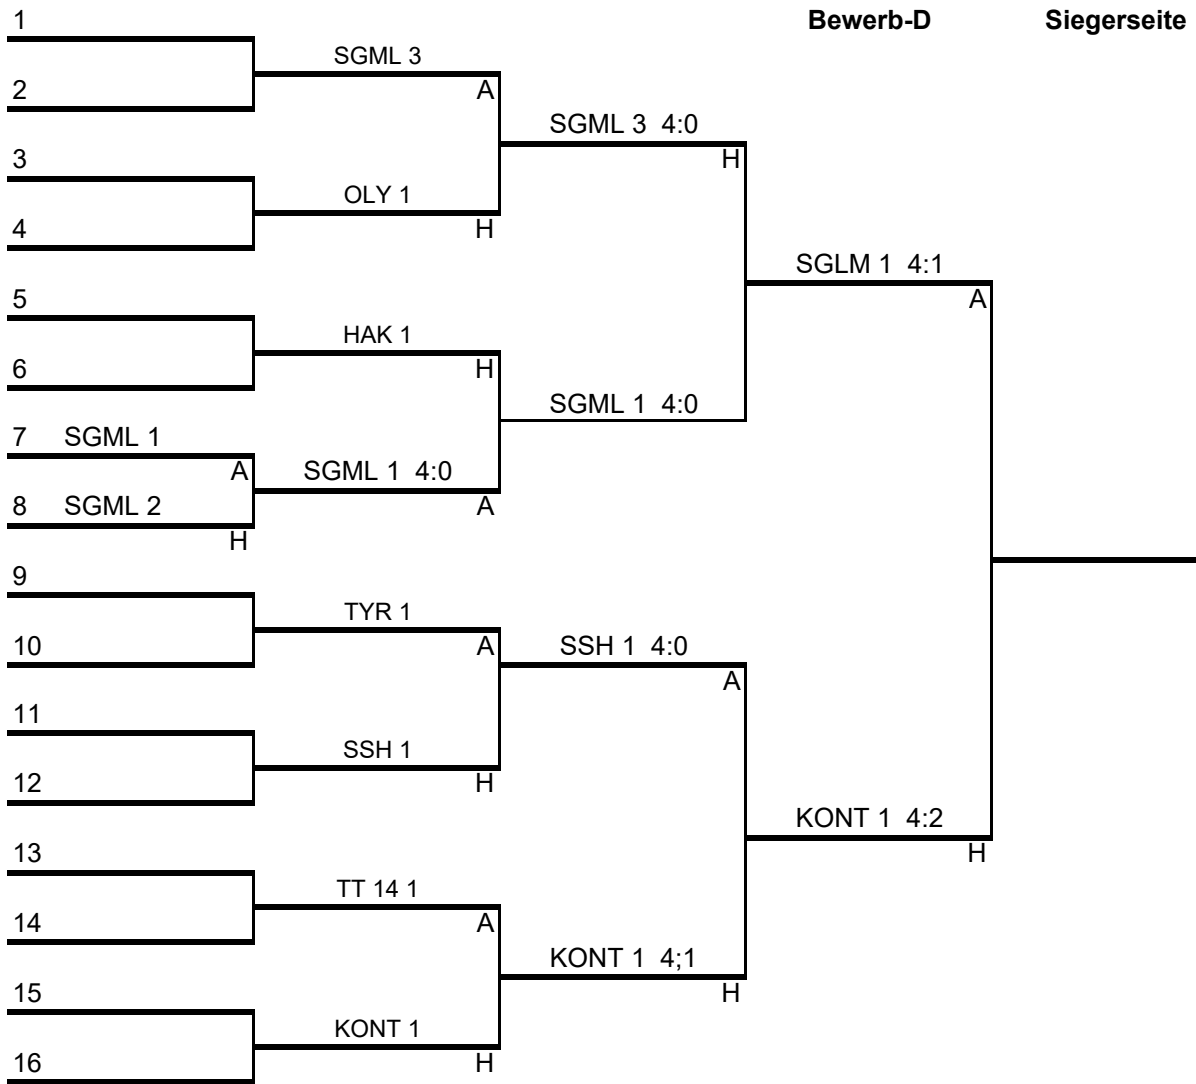 1 Bewerb-D Siegerseite
SGML 3
2 A
SGML 3 4:0
3 H
OLY 1
4 H
SGLM 1 4:1
5 A
HAK 1
6 H
SGML 1 4:0
7 SGML 1
A SGML 1 4:0
8 SGML 2 A
H
9
TYR 1
10 A SSH 1 4:0
A
11
SSH 1
12 H
KONT 1 4:2
13 H
TT 14 1
14 A
KONT 1 4;1
15 H
KONT 1
16 H